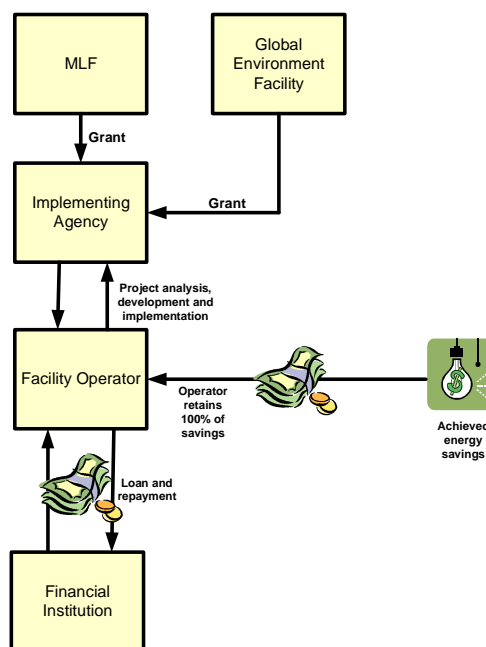 MLF
Global
Environment
Facility
Grant
Implementing
Agency
Grant
Project analysis,
development and
implementation
Facility Operator
Operator
retains
100% of
savings
Achieved
energy
savings
Loan and
repayment
Financial
Institution